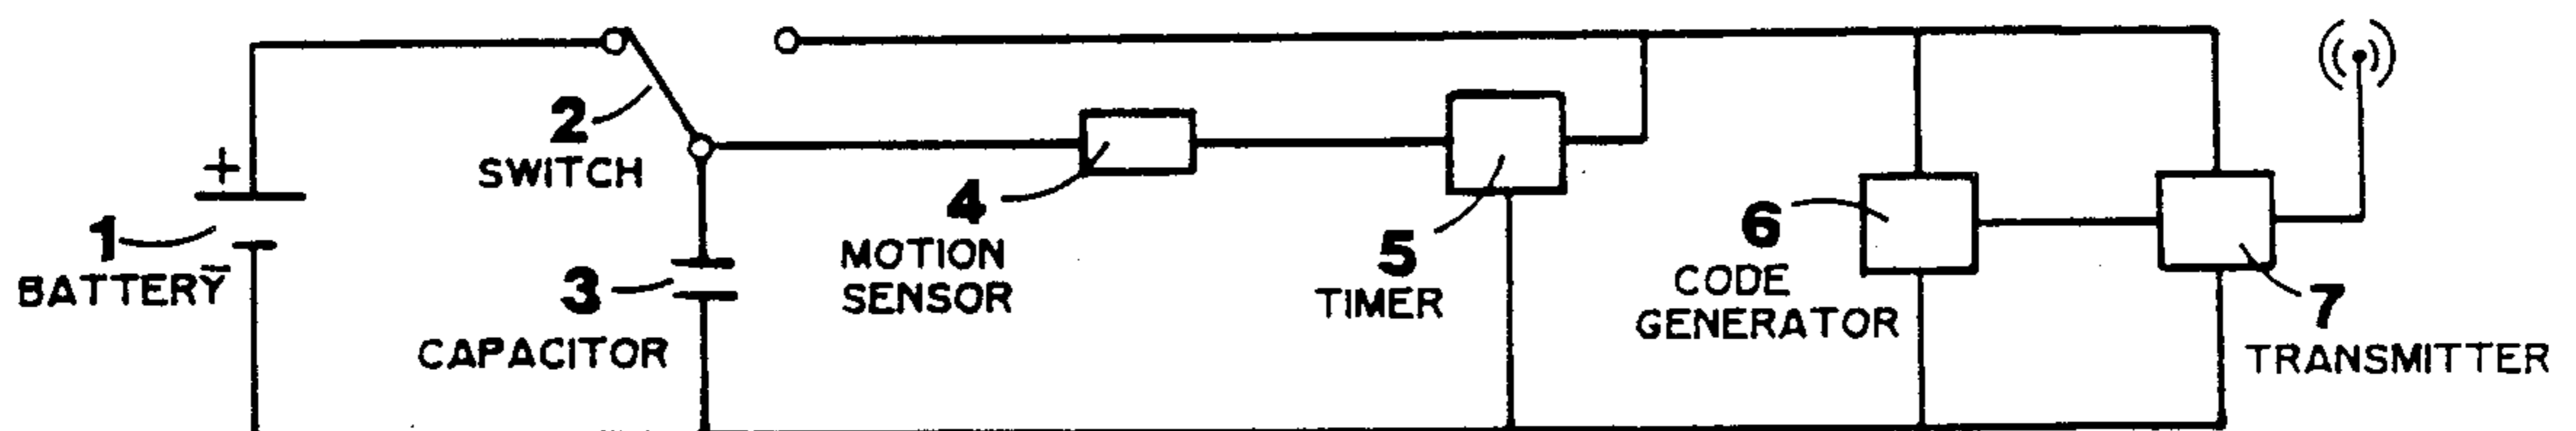 +
1
BATTERY
−
2
SWITCH
3
CAPACITOR
4
MOTION
SENSOR
5
TIMER
6
CODE
GENERATOR
7
TRANSMITTER